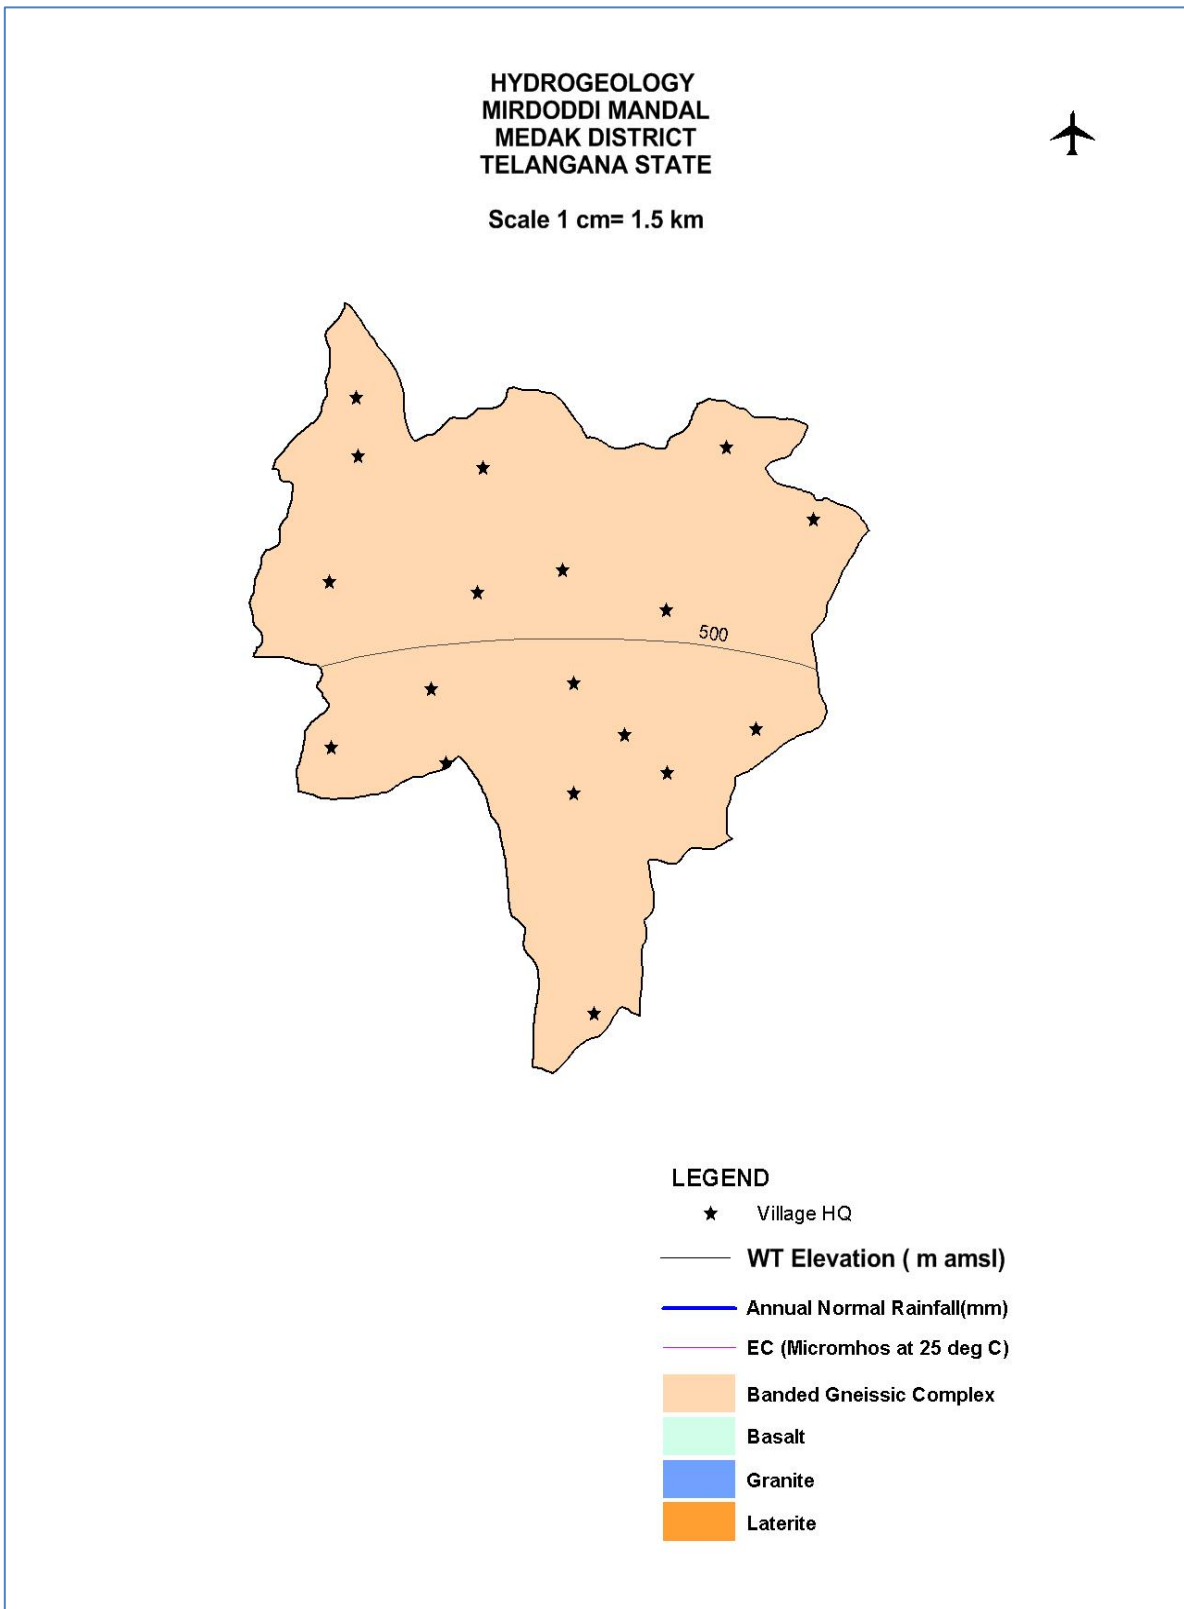 HYDROGEOLOGY
MIRDODDI MANDAL
MEDAK DISTRICT
TELANGANA STATE
Scale 1 cm= 1.5 km
500
LEGEND
Village HQ
WT Elevation ( m amsl)
Annual Normal Rainfall(mm)
EC (Micromhos at 25 deg C)
Banded Gneissic Complex
Basalt
Granite
Laterite